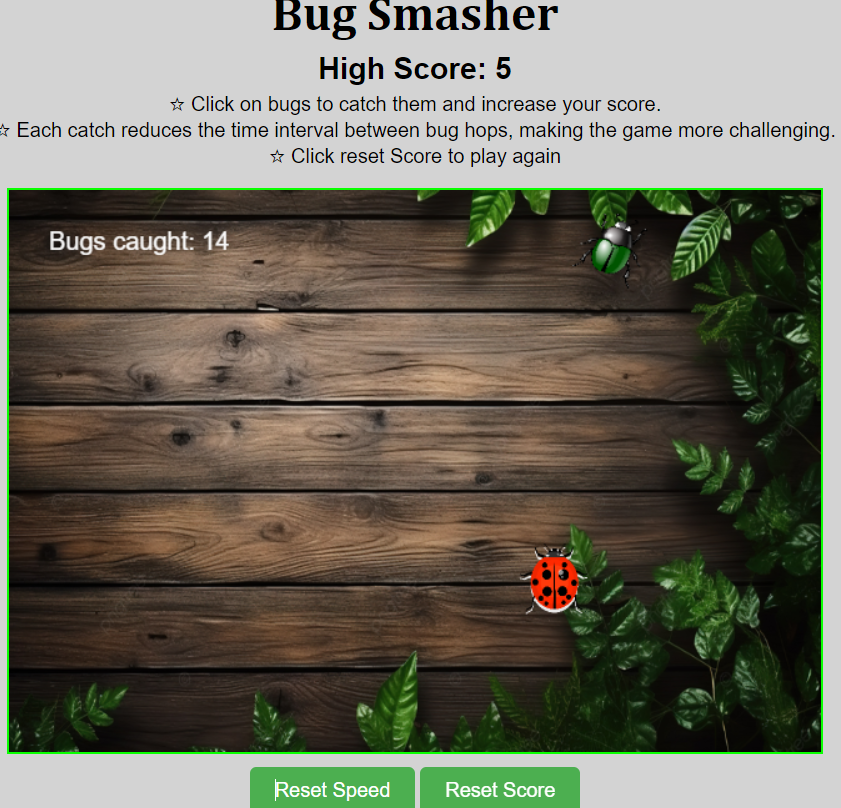 Bug Smasher
High Score: 5
☆ Click on bugs to catch them and increase your score.
☆ Each catch reduces the time interval between bug hops, making the game more challenging.
☆ Click reset Score to play again
Bugs caught: 14
Reset Speed
Reset Score